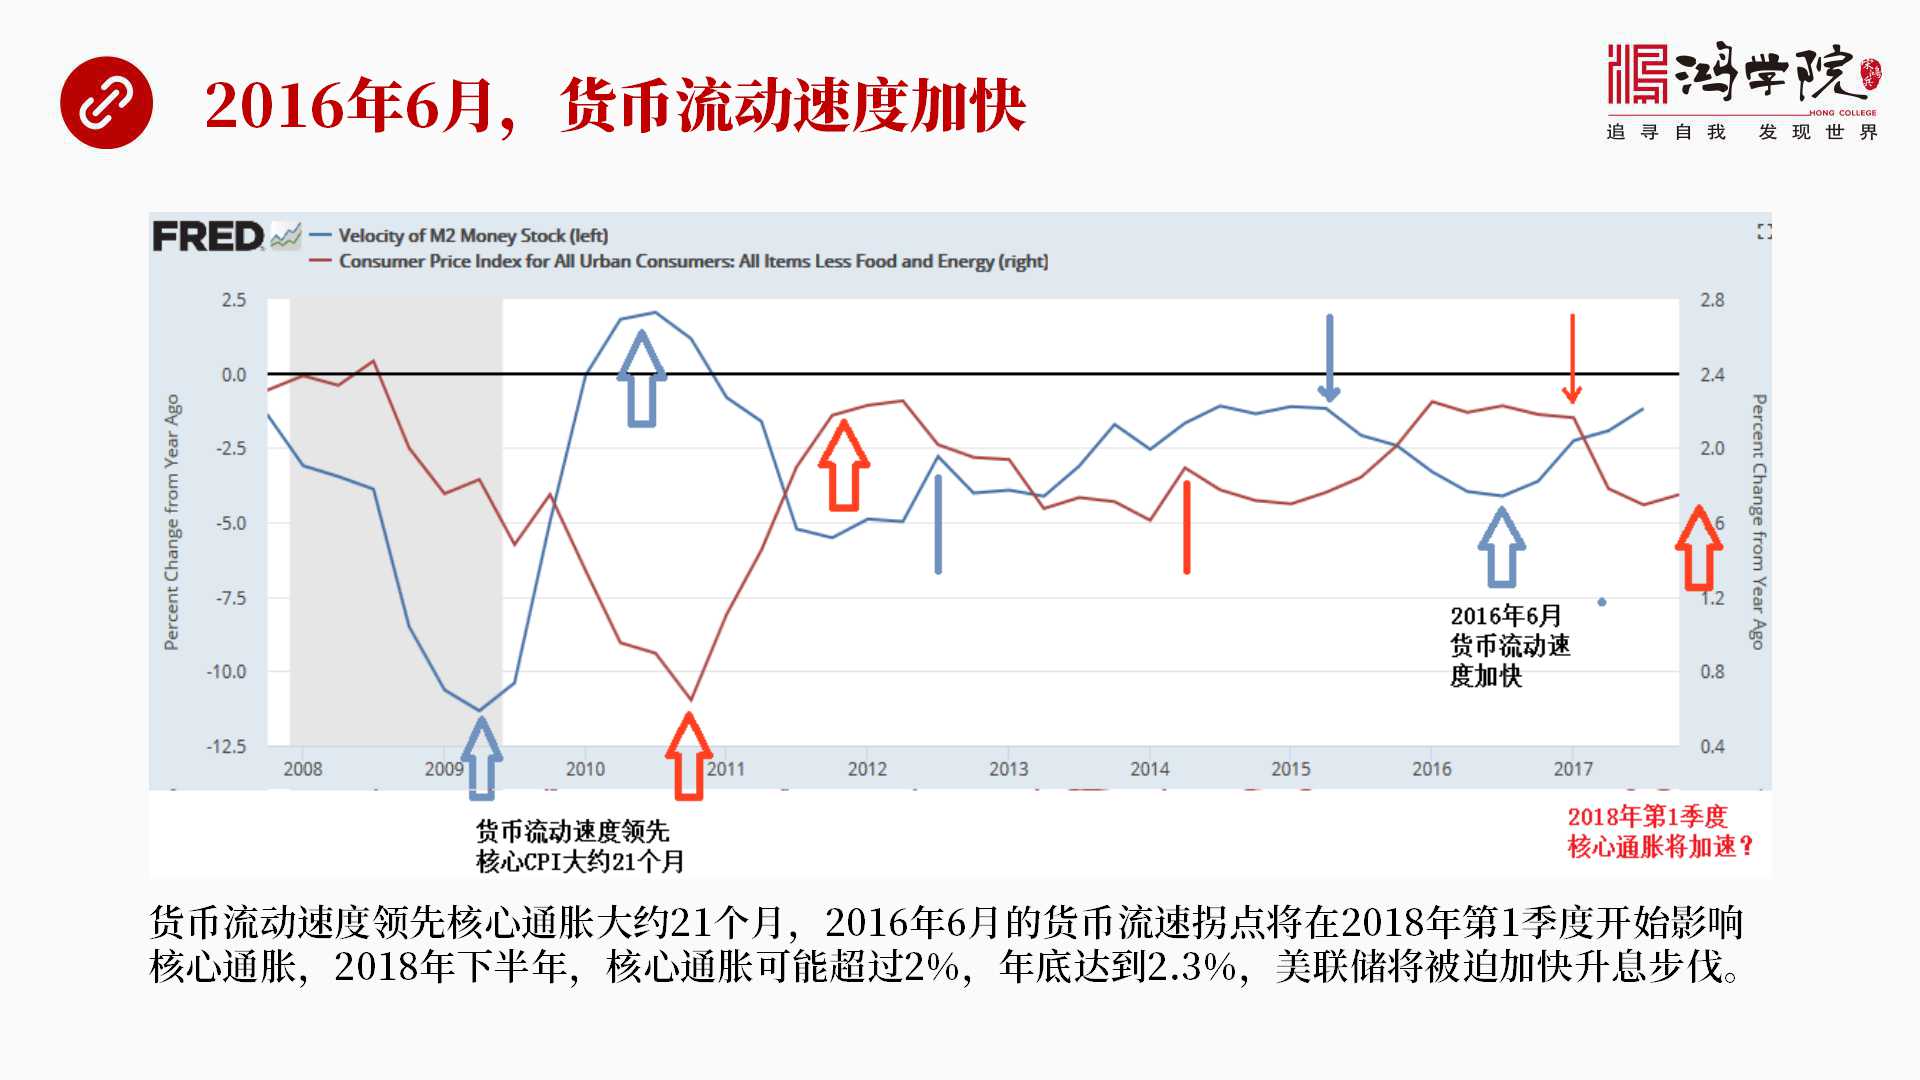 2016年6月，货币流动速度加快
鸿学院
宋鸿兵
HONG COLLEGE
追寻自我 发现世界
FRED
Velocity of M2 Money Stock (left)
Consumer Price Index for All Urban Consumers: All Items Less Food and Energy (right)
2.5
0.0
-2.5
-5.0
-7.5
-10.0
-12.5
Percent Change from Year Ago
2.8
2.4
2.0
6
1.2
0.8
0.4
Percent Change from Year Ago
2008 2009 2010 2011 2012 2013 2014 2015 2016 2017
2016年6月
货币流动速
度加快
货币流动速度领先
核心CPI大约21个月
2018年第1季度
核心通胀将加速？
货币流动速度领先核心通胀大约21个月，2016年6月的货币流速拐点将在2018年第1季度开始影响
核心通胀，2018年下半年，核心通胀可能超过2%，年底达到2.3%，美联储将被迫加快升息步伐。